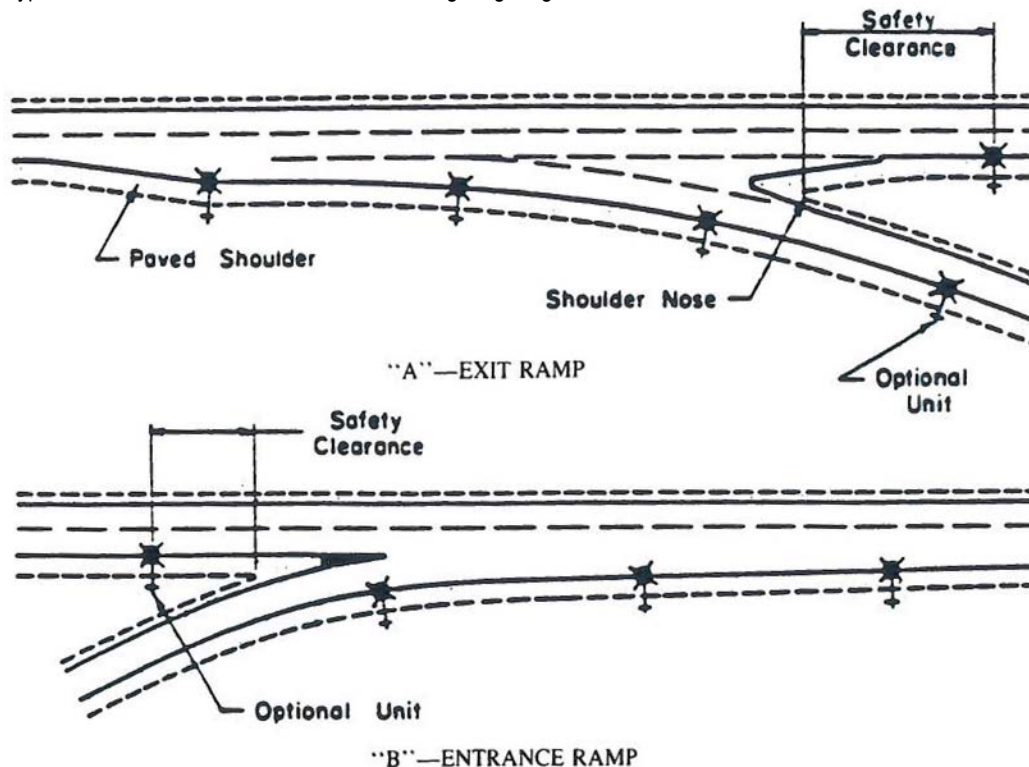 Safety
Clearance
Paved Shoulder
Shoulder Nose
"A"—EXIT RAMP
Optional
Unit
Safety
Clearance
Optional Unit
"B"—ENTRANCE RAMP